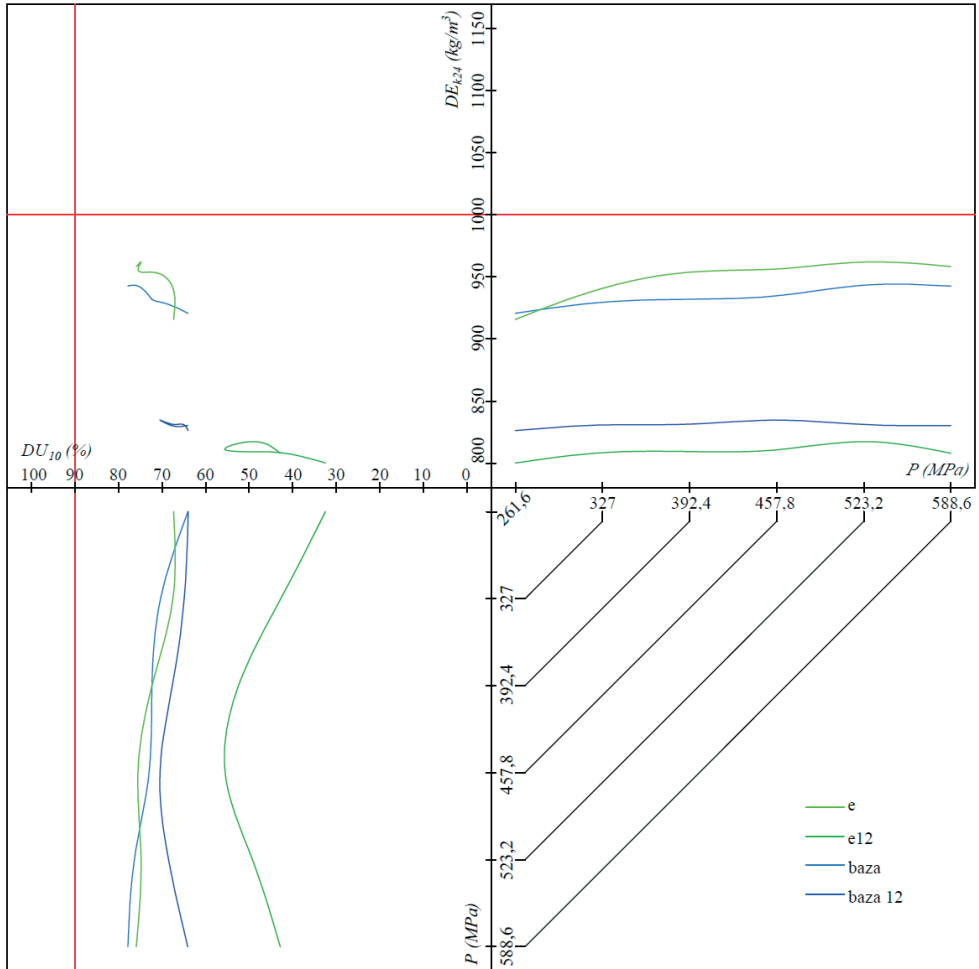 DE_k24 (kg/m³)
1150
1100
1050
1000
950
900
850
800
DU_10 (%)
100 90 80 70 60 50 40 30 20 10 0
P (MPa)
261,6 327 392,4 457,8 523,2 588,6
327
392,4
457,8
523,2
588,6
P (MPa)
e
e12
baza
baza 12